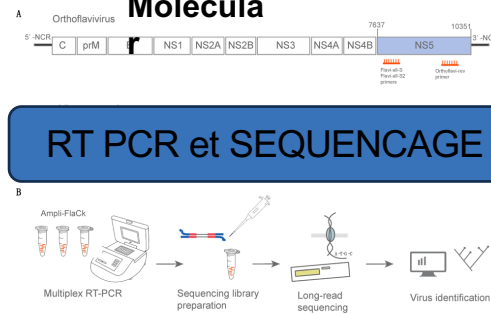 Molecula
r
A
Orthoflavivirus
7637
10351
5' -NCR
C
prM
NS1
NS2A
NS2B
NS3
NS4A
NS4B
NS5
3' -NC
Flavi-all-S
Flavi-all-S2
primers
Orthoflavi-rev
primer
RT PCR et SEQUENCAGE
B
Ampli-FlaCk
A-T-G-C
Multiplex RT-PCR
Sequencing library
preparation
Long-read
sequencing
Virus identification